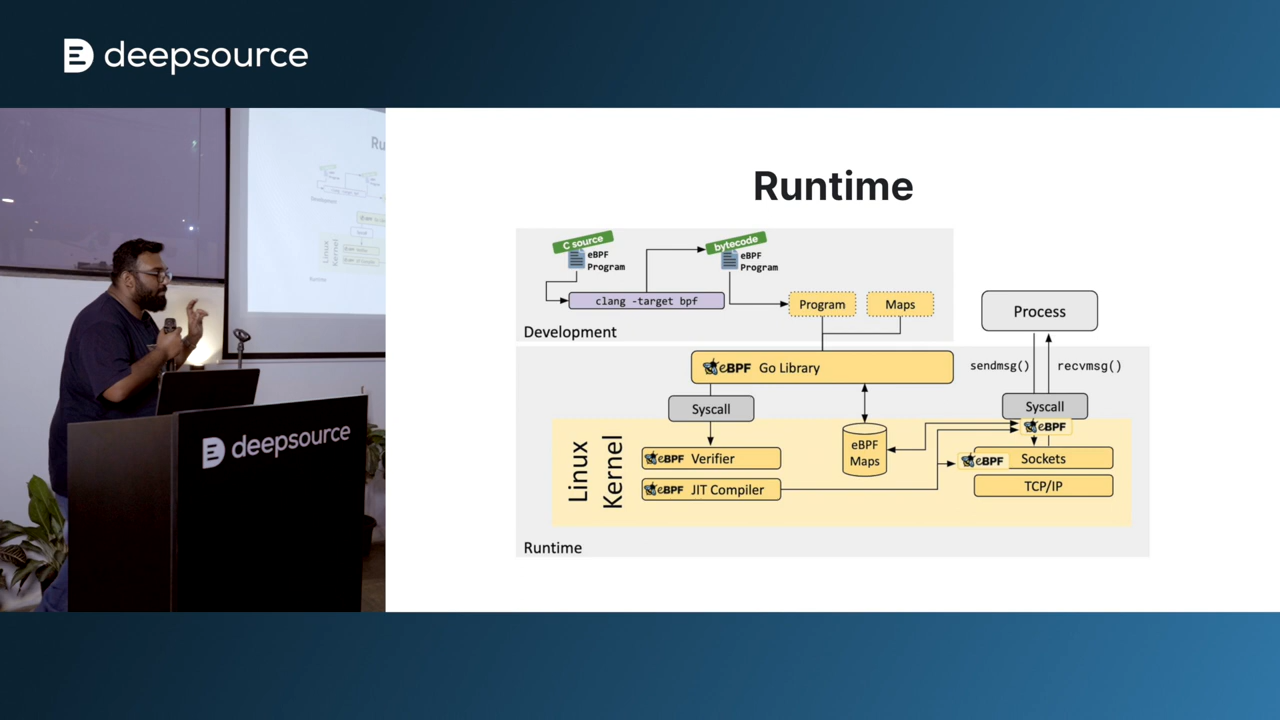 deepsource
Runtime
C source
eBPF
Program
bytecode
eBPF
Program
clang -target bpf
Program
Maps
Development
Process
eBPF Go Library
sendmsg()
recvmsg()
Syscall
Syscall
eBPF
Linux
Kernel
eBPF
Maps
eBPF Verifier
eBPF Sockets
eBPF JIT Compiler
TCP/IP
Runtime
deepsource